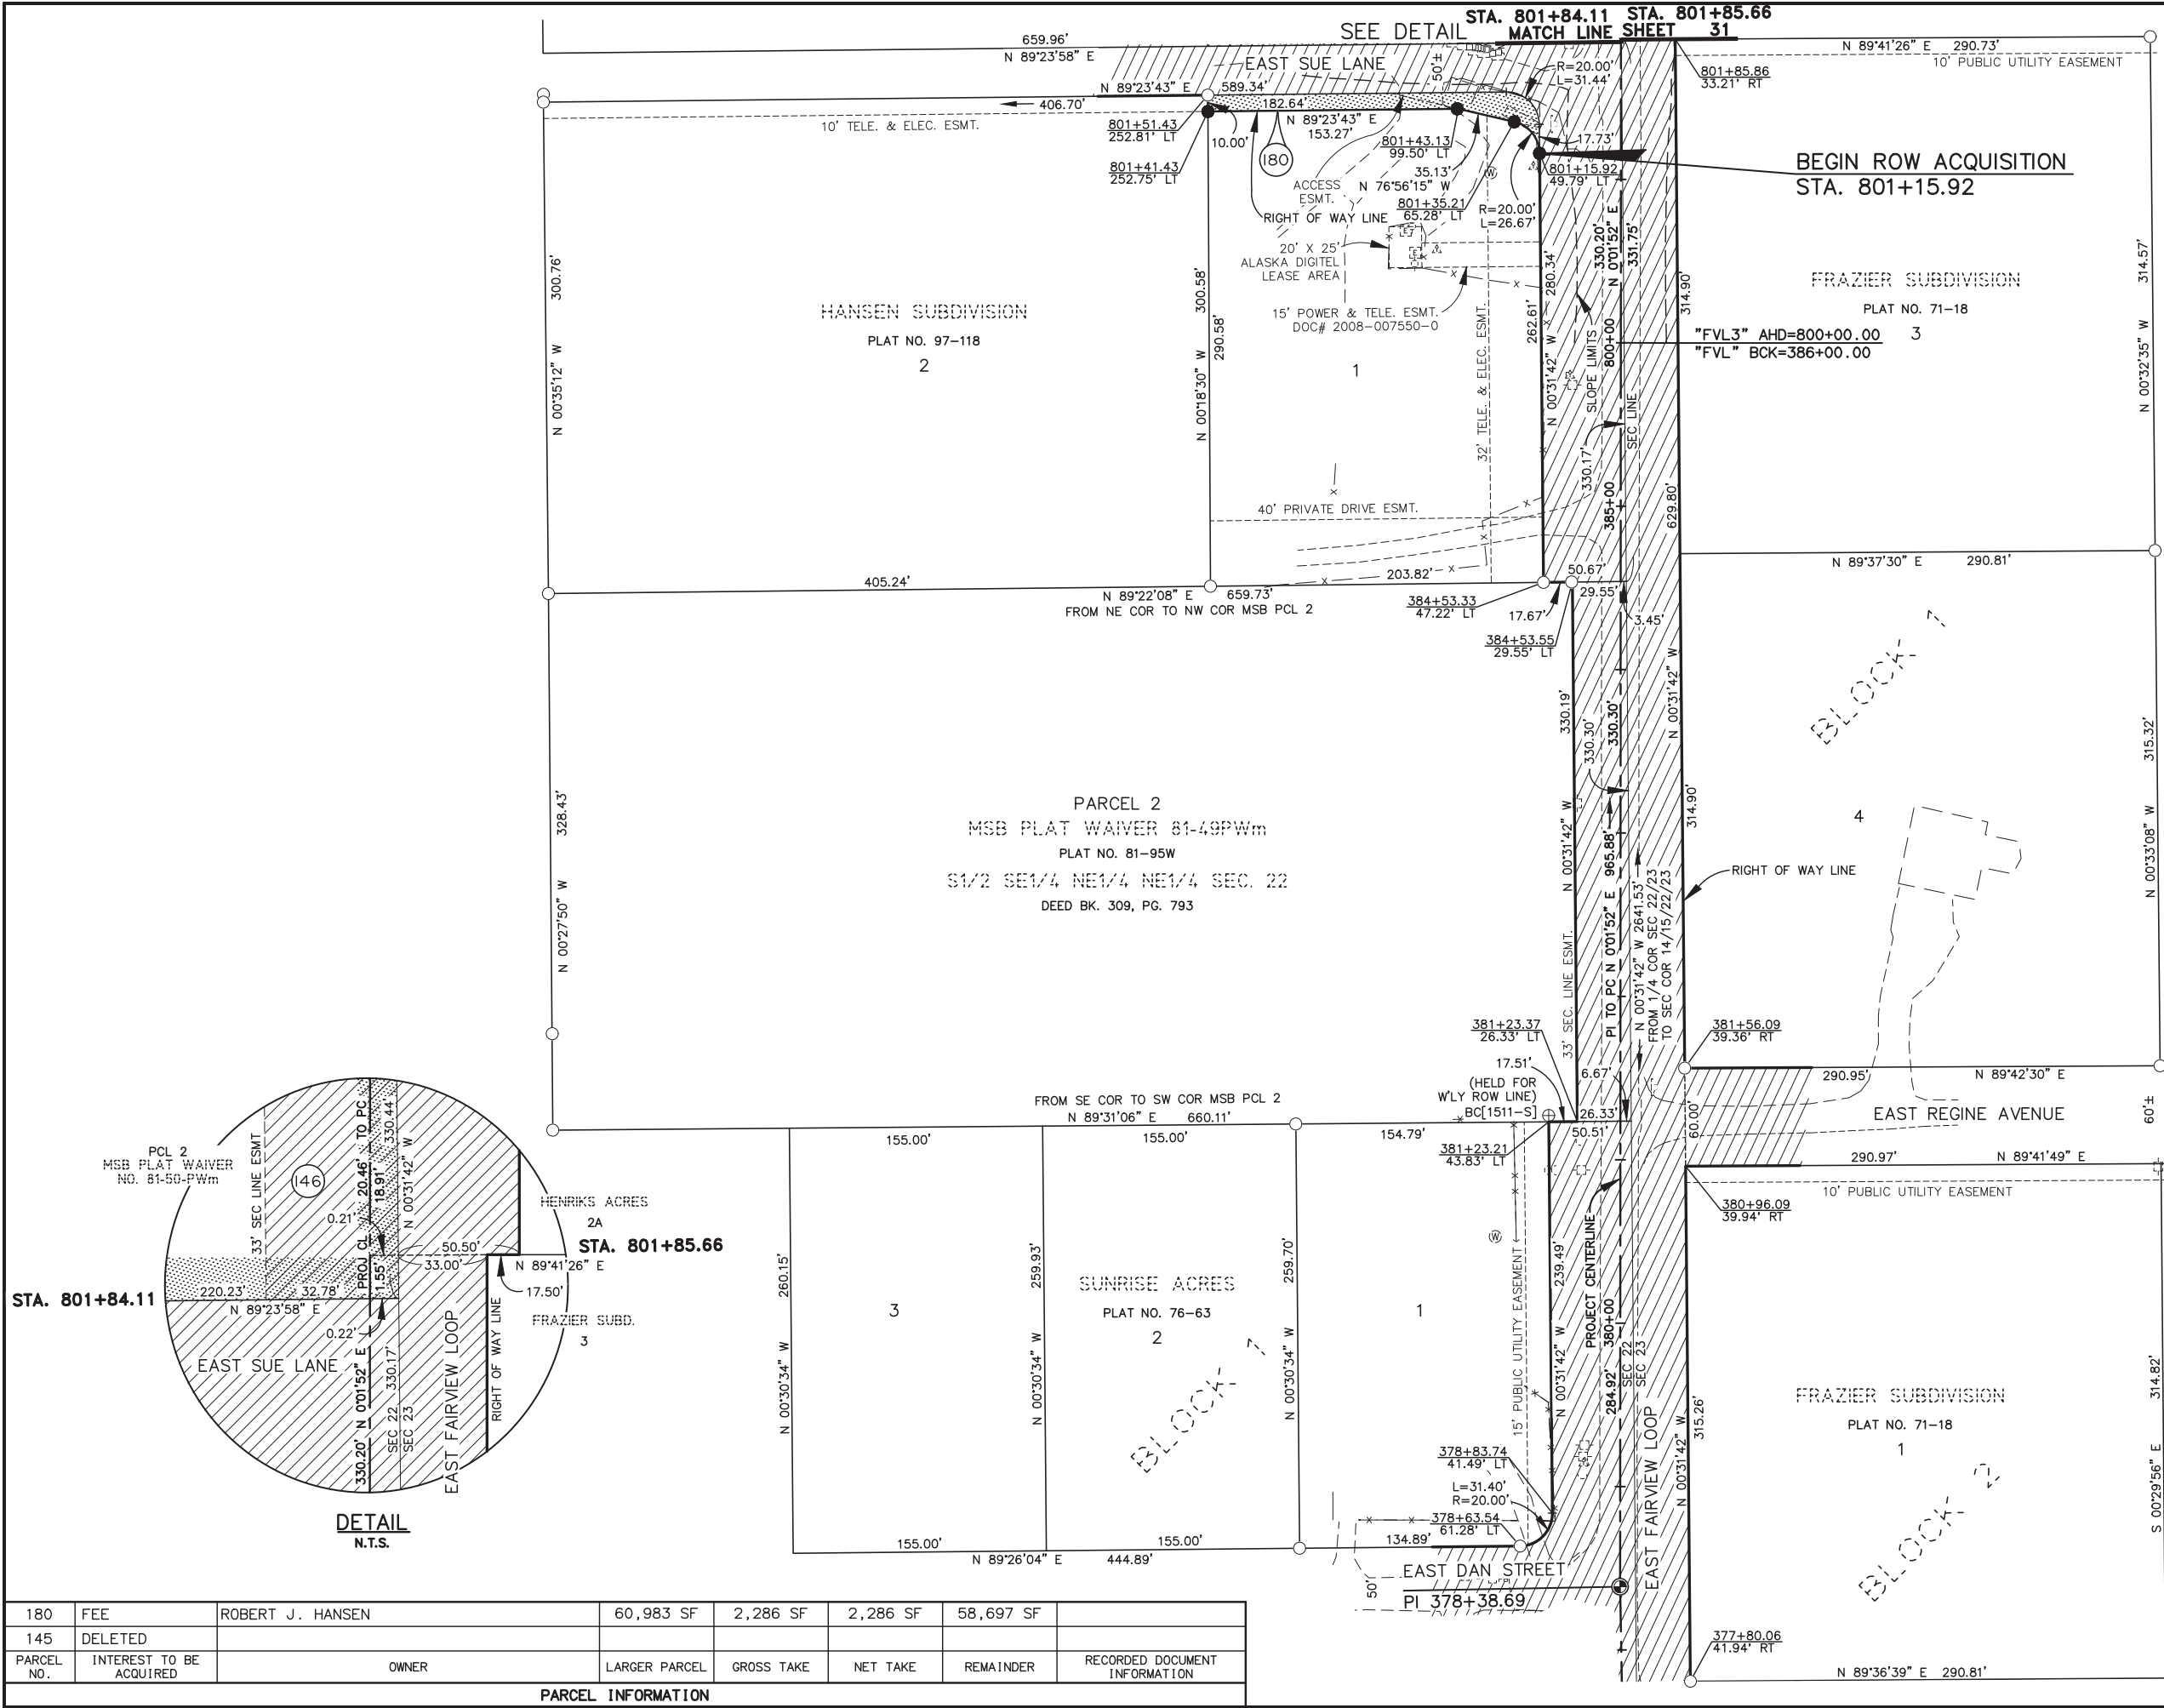 STA. 801+84.11 STA. 801+85.66
SEE DETAIL
MATCH LINE SHEET 31
659.96'
N 89°23'58" E
EAST SUE LANE
50'±
R=20.00'
L=31.44'
N 89°41'26" E 290.73'
10' PUBLIC UTILITY EASEMENT
801+85.86
33.21' RT
N 89°23'43" E 589.34'
406.70'
182.64'
10' TELE. & ELEC. ESMT.
801+51.43
252.81' LT
10.00'
N 89°23'43" E
153.27'
180
801+41.43
252.75' LT
801+43.13
99.50' LT
17.73'
801+15.92
49.79' LT
BEGIN ROW ACQUISITION
STA. 801+15.92
35.13'
N 76°56'15" W
ACCESS
ESMT.
801+35.21
65.28' LT
R=20.00'
L=26.67'
RIGHT OF WAY LINE
20' X 25'
ALASKA DIGITEL
LEASE AREA
15' POWER & TELE. ESMT.
DOC# 2008-007550-0
W
E
E
N 00°35'12" W 300.76'
HANSEN SUBDIVISION
PLAT NO. 97-118
2
N 00°18'30" W 300.58'
290.58'
1
32' TELE. & ELEC. ESMT.
262.61'
N 00°31'42" W 280.34'
SLOPE LIMITS
800+00
330.20' N 0°01'52" E
331.75'
314.90'
FRAZIER SUBDIVISION
PLAT NO. 71-18
3
"FVL3" AHD=800+00.00
"FVL" BCK=386+00.00
N 00°32'35" W 314.57'
330.17'
SEC LINE
385+00
629.80'
40' PRIVATE DRIVE ESMT.
N 89°37'30" E 290.81'
405.24'
203.82'
50.67'
29.55'
N 89°22'08" E 659.73'
FROM NE COR TO NW COR MSB PCL 2
384+53.33
47.22' LT
17.67'
3.45'
384+53.55
29.55' LT
BLOCK 1
N 00°31'42" W
330.19'
330.30'
330.30'
N 00°27'50" W 328.43'
PARCEL 2
MSB PLAT WAIVER 81-49PWm
PLAT NO. 81-95W
S1/2 SE1/4 NE1/4 NE1/4 SEC. 22
DEED BK. 309, PG. 793
N 00°31'42" W
33' SEC. LINE ESMT.
PI TO PC N 0°01'52" E 965.88'
N 00°31'42" W 2641.53'
FROM 1/4 COR SEC 22/23
TO SEC COR 14/15/22/23
314.90'
4
RIGHT OF WAY LINE
N 00°33'08" W 315.32'
381+23.37
26.33' LT
381+56.09
39.36' RT
17.51'
6.67'
(HELD FOR
W'LY ROW LINE)
BC[1511-S]
26.33'
50.51'
290.95' N 89°42'30" E
FROM SE COR TO SW COR MSB PCL 2
N 89°31'06" E 660.11'
EAST REGINE AVENUE
60.00'
60'±
155.00'
155.00'
154.79'
381+23.21
43.83' LT
290.97' N 89°41'49" E
10' PUBLIC UTILITY EASEMENT
380+96.09
39.94' RT
PCL 2
MSB PLAT WAIVER
NO. 81-50-PWm
33' SEC LINE ESMT
146
PROJ CL 20.46' TO PC
18.91'
330.44'
N 00°31'42" W
0.21'
50.50'
33.00'
HENRIKS ACRES
2A
STA. 801+85.66
N 89°41'26" E
17.50'
1.55'
220.23'
32.78'
STA. 801+84.11
N 89°23'58" E
0.22'
FRAZIER SUBD.
3
EAST SUE LANE
330.20' N 0°01'52" E
SEC 22 330.17'
SEC 23
EAST FAIRVIEW LOOP
RIGHT OF WAY LINE
DETAIL
N.T.S.
N 00°30'34" W 260.15'
3
N 00°30'34" W 259.93'
SUNRISE ACRES
PLAT NO. 76-63
2
BLOCK 1
N 00°30'34" W 259.70'
1
W
15' PUBLIC UTILITY EASEMENT
N 00°31'42" W 239.49'
PROJECT CENTERLINE
284.92' 380+00
SEC 22
SEC 23
EAST FAIRVIEW LOOP
N 00°31'42" W 315.26'
FRAZIER SUBDIVISION
PLAT NO. 71-18
1
BLOCK 2
S 00°29'56" E 314.82'
378+83.74
41.49' LT
L=31.40'
R=20.00'
378+63.54
61.28' LT
155.00'
155.00'
134.89'
N 89°26'04" E 444.89'
EAST DAN STREET
50'
PI 378+38.69
377+80.06
41.94' RT
N 89°36'39" E 290.81'
180 FEE ROBERT J. HANSEN 60,983 SF 2,286 SF 2,286 SF 58,697 SF
145 DELETED
PARCEL NO. INTEREST TO BE ACQUIRED OWNER LARGER PARCEL GROSS TAKE NET TAKE REMAINDER RECORDED DOCUMENT INFORMATION
PARCEL INFORMATION